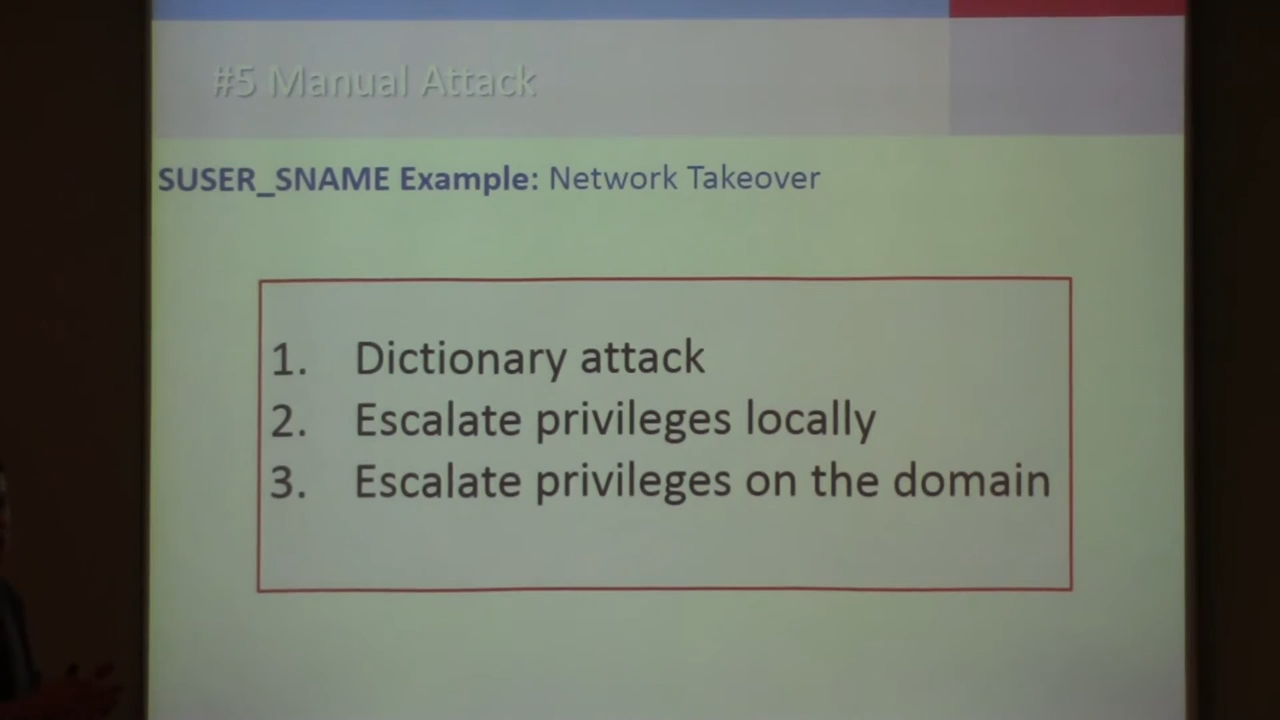 #5 Manual Attack
SUSER_SNAME Example: Network Takeover
1. Dictionary attack
2. Escalate privileges locally
3. Escalate privileges on the domain